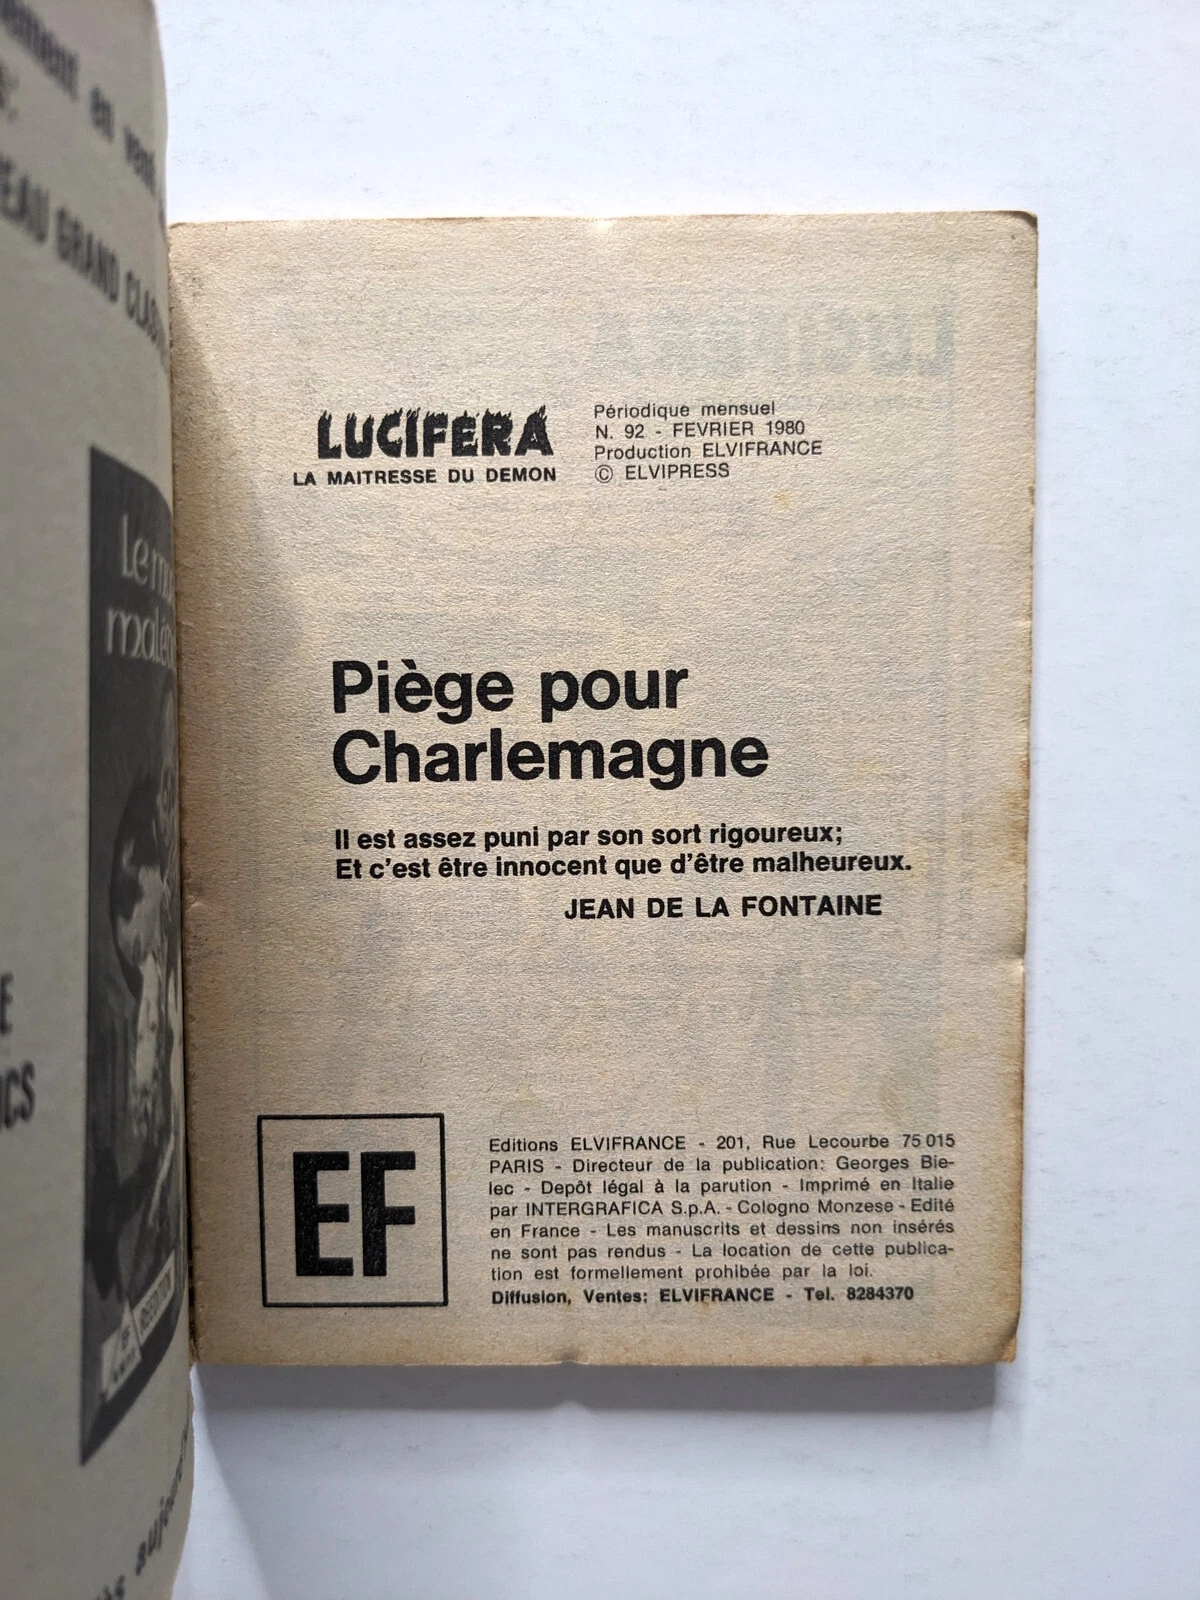 en
GRAND
LUCIFERA
LA MAITRESSE DU DEMON
Périodique mensuel
N. 92 - FEVRIER 1980
Production ELVIFRANCE
© ELVIPRESS
Piège pour
Charlemagne
Il est assez puni par son sort rigoureux;
Et c'est être innocent que d'être malheureux.
JEAN DE LA FONTAINE
EF
Editions ELVIFRANCE - 201, Rue Lecourbe 75 015
PARIS - Directeur de la publication: Georges Bie-
lec - Depôt légal à la parution - Imprimé en Italie
par INTERGRAFICA S.p.A. - Cologno Monzese - Edité
en France - Les manuscrits et dessins non insérés
ne sont pas rendus - La location de cette publica-
tion est formellement prohibée par la loi.
Diffusion, Ventes: ELVIFRANCE - Tel. 8284370